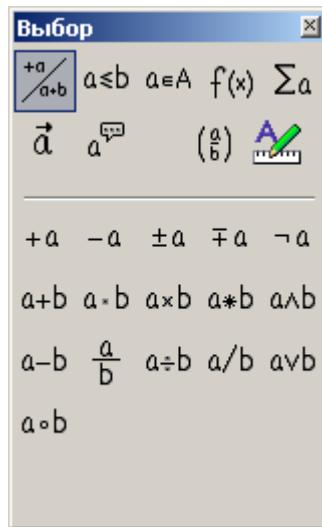 Выбор
+a/a+b a≤b a∈A f(x) Σa
a⃗ a (a/b) A
+a −a ±a ∓a ¬a
a+b a·b a×b a∗b a∧b
a−b a/b a÷b a/b a∨b
a∘b